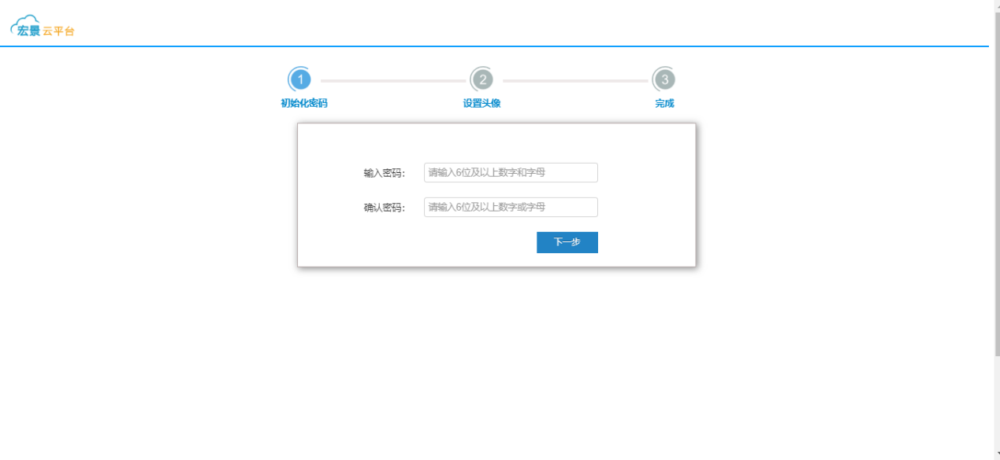 宏景 云平台
1 2 3
初始化密码 设置头像 完成
输入密码： 请输入6位及以上数字和字母
确认密码： 请输入6位及以上数字或字母
下一步